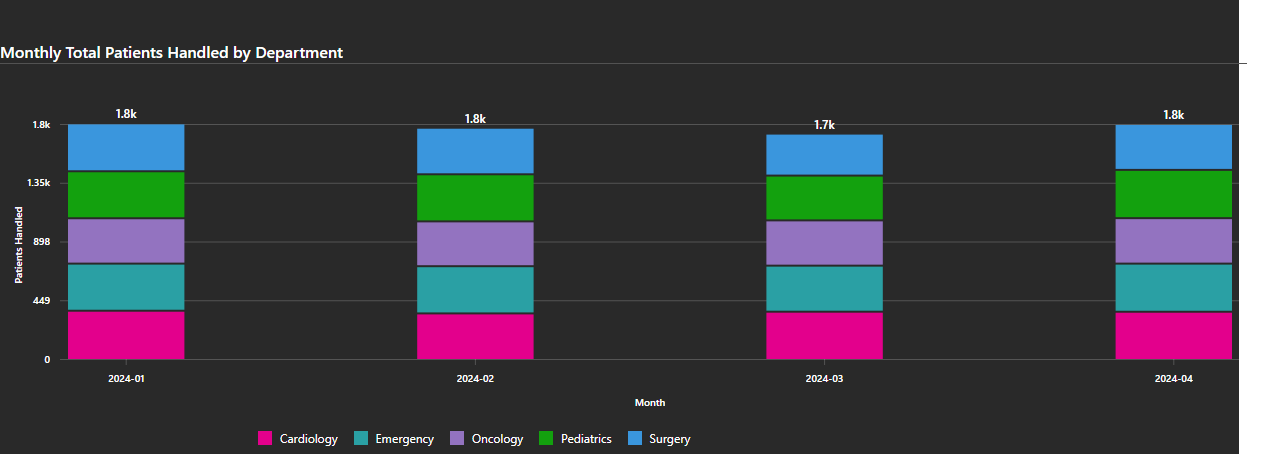 Monthly Total Patients Handled by Department
1.8k 1.8k 1.7k 1.8k
1.8k
1.35k
898
449
0
Patients Handled
2024-01 2024-02 2024-03 2024-04
Month
Cardiology Emergency Oncology Pediatrics Surgery